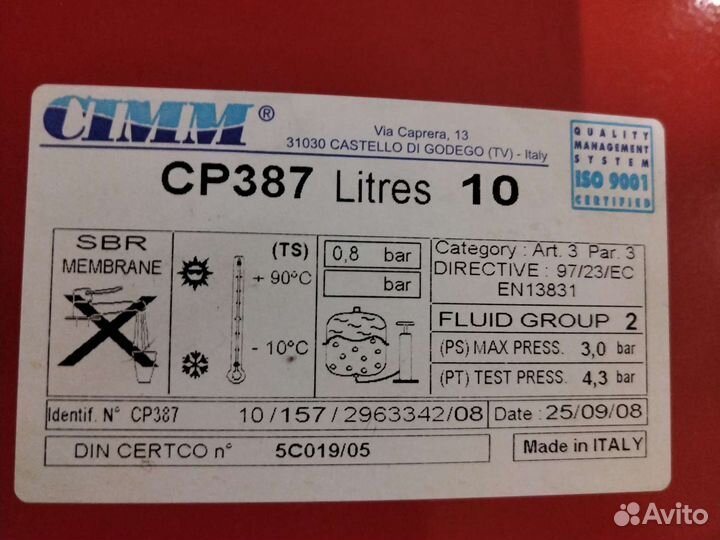 CIMM®
Via Caprera, 13
31030 CASTELLO DI GODEGO (TV) - Italy
QUALITY
MANAGEMENT
SYSTEM
ISO 9001
CERTIFIED
CP387 Litres 10
SBR
MEMBRANE
(TS)
+ 90°C
- 10°C
0,8 bar
bar
Category : Art. 3 Par. 3
DIRECTIVE : 97/23/EC
EN13831
FLUID GROUP 2
(PS) MAX PRESS. 3,0 bar
(PT) TEST PRESS. 4,3 bar
Identif. N° CP387 10/157/2963342/08 Date : 25/09/08
DIN CERTCO n° 5C019/05 Made in ITALY
Avito